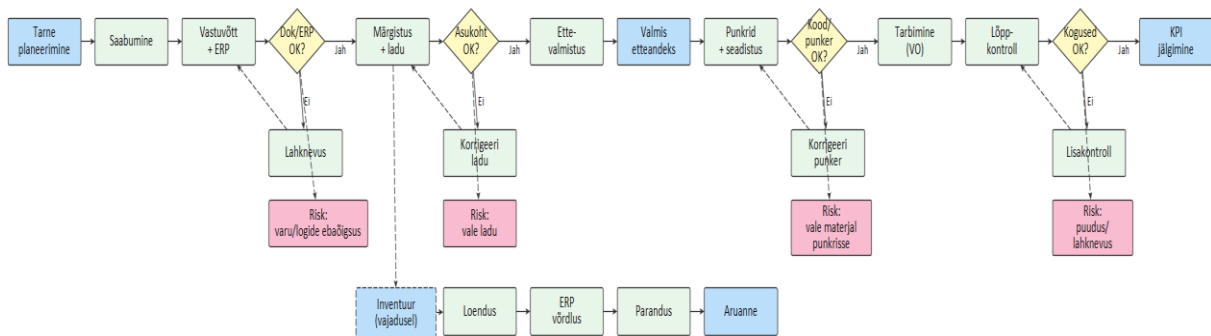 Tarne
planeerimine
Saabumine
Vastuvõtt
+ ERP
Dok/ERP
OK?
Jah
Märgistus
+ ladu
Asukoht
OK?
Jah
Ette-
valmistus
Valmis
etteandeks
Punkrid
+ seadistus
Kood/
punker
OK?
Jah
Tarbimine
(VO)
Lõpp-
kontroll
Kogused
OK?
Jah
KPI
jälgimine
Ei
Ei
Ei
Ei
Lahknevus
Korrigeeri
ladu
Korrigeeri
punker
Lisakontroll
Risk:
varu/logide ebaõigsus
Risk:
vale ladu
Risk:
vale materjal
punkrisse
Risk:
puudus/
lahknevus
Inventuur
(vajadusel)
Loendus
ERP
võrdlus
Parandus
Aruanne